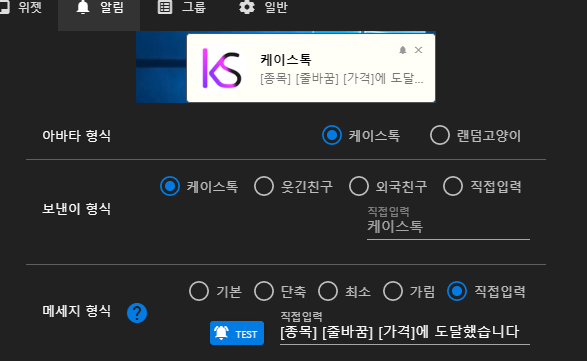 위젯 알림 그룹 일반
KS
케이스톡
[종목] [줄바꿈] [가격]에 도달...
아바타 형식 케이스톡 랜덤고양이
보낸이 형식 케이스톡 웃긴친구 외국친구 직접입력
직접입력
케이스톡
메세지 형식 ? 기본 단축 최소 가림 직접입력
TEST
직접입력
[종목] [줄바꿈] [가격]에 도달했습니다